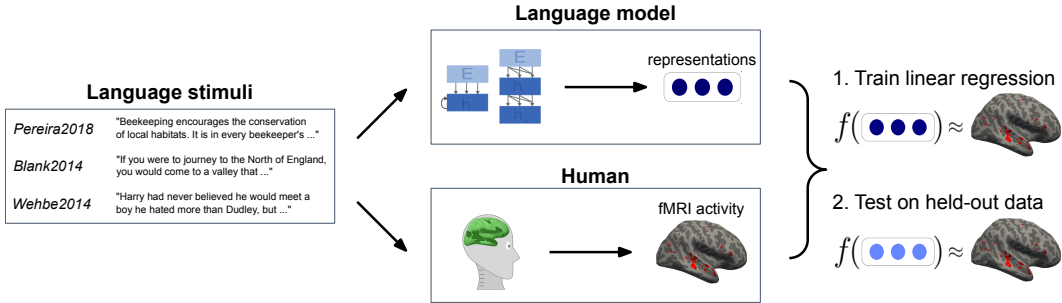 Language model
E
h
E
h
h
representations
Language stimuli
Pereira2018
"Beekeeping encourages the conservation
of local habitats. It is in every beekeeper's ..."
Blank2014
"If you were to journey to the North of England,
you would come to a valley that ..."
Wehbe2014
"Harry had never believed he would meet a
boy he hated more than Dudley, but ..."
Human
fMRI activity
1. Train linear regression
f( ) ≈
2. Test on held-out data
f( ) ≈